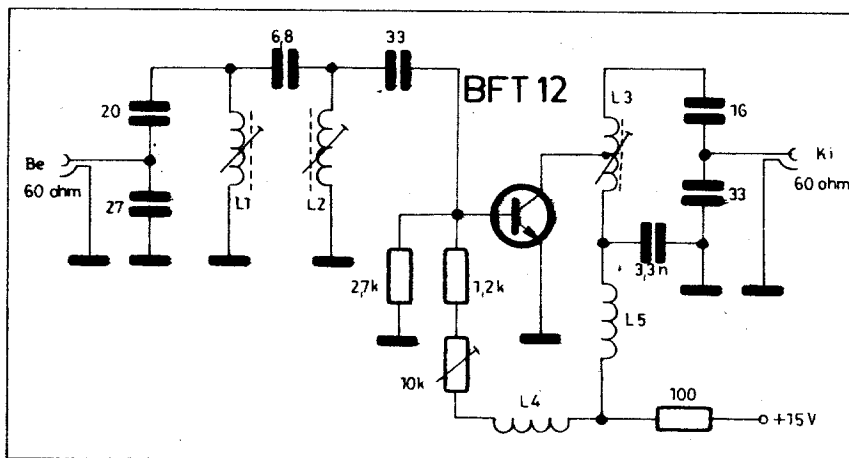 6,8
33
BFT 12
L3
20
16
Be
60 ohm
Ki
60 ohm
27
L1
L2
33
2,7k
1,2k
3,3n
L5
10k
L4
100
+15V